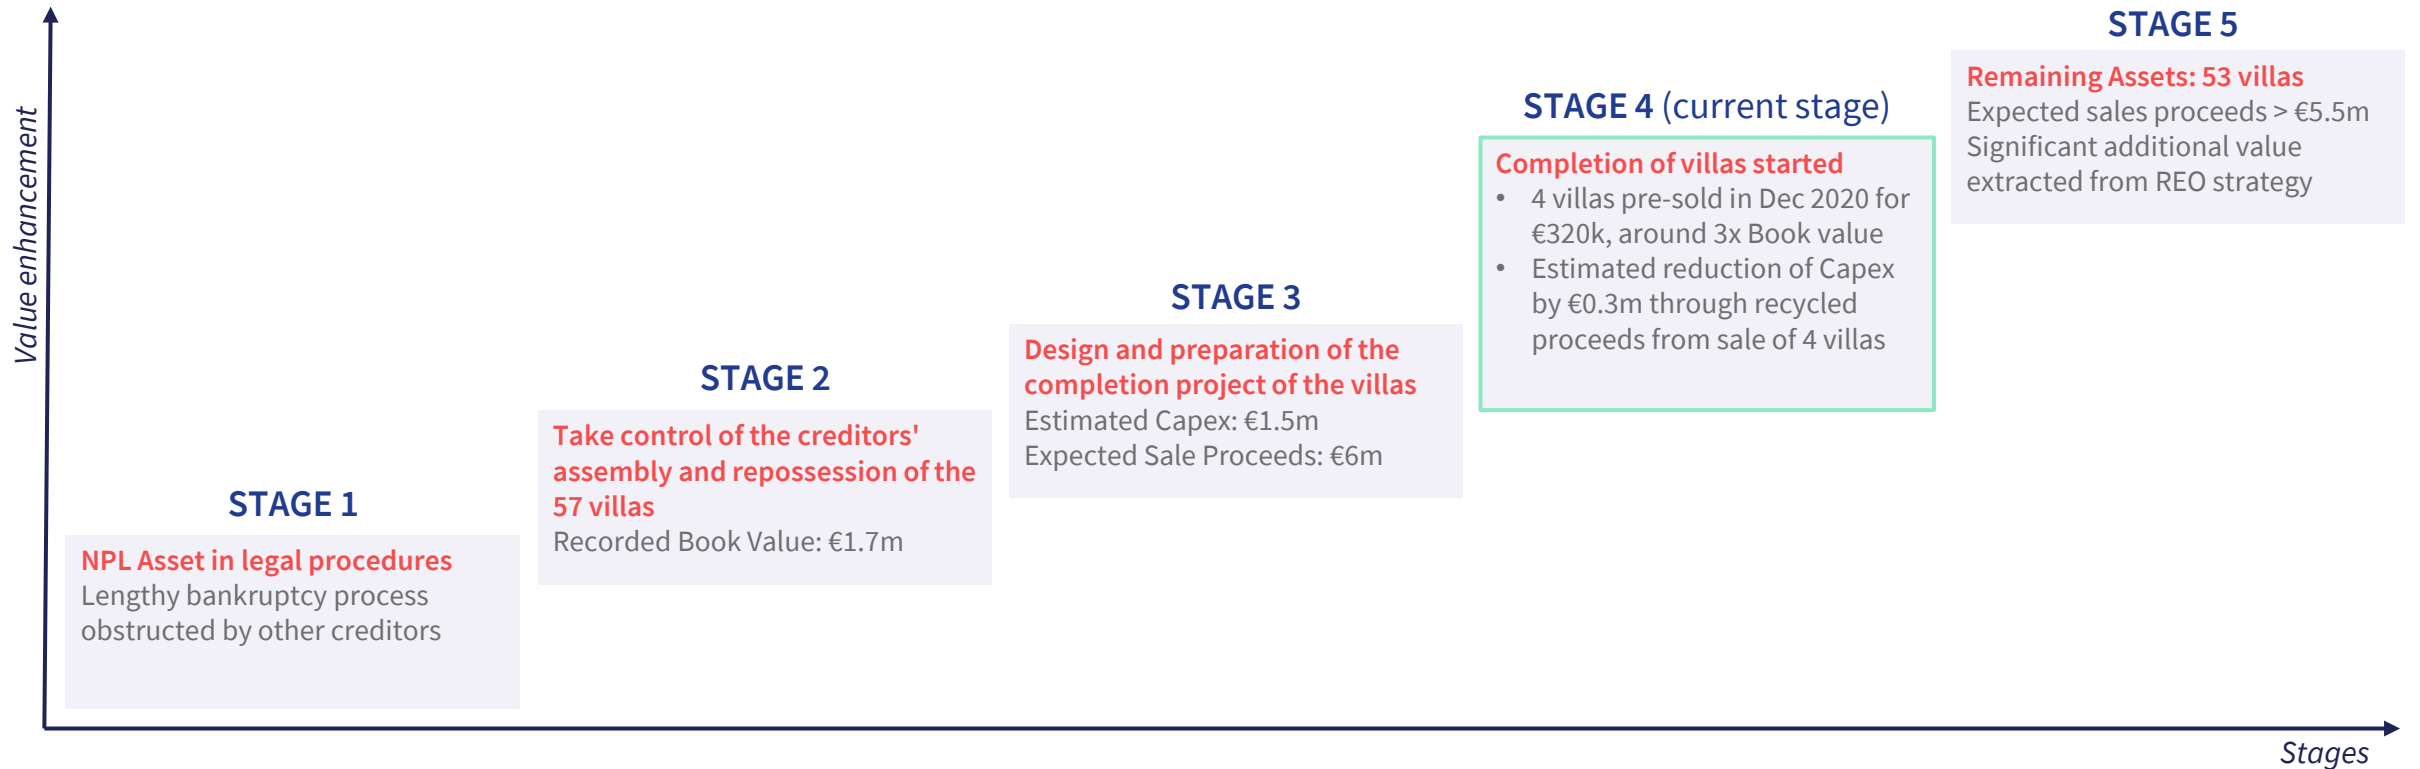 Value enhancement
STAGE 1
NPL Asset in legal procedures
Lengthy bankruptcy process
obstructed by other creditors
STAGE 2
Take control of the creditors'
assembly and repossession of the
57 villas
Recorded Book Value: €1.7m
STAGE 3
Design and preparation of the
completion project of the villas
Estimated Capex: €1.5m
Expected Sale Proceeds: €6m
STAGE 4 (current stage)
Completion of villas started
• 4 villas pre-sold in Dec 2020 for
€320k, around 3x Book value
• Estimated reduction of Capex
by €0.3m through recycled
proceeds from sale of 4 villas
STAGE 5
Remaining Assets: 53 villas
Expected sales proceeds > €5.5m
Significant additional value
extracted from REO strategy
Stages